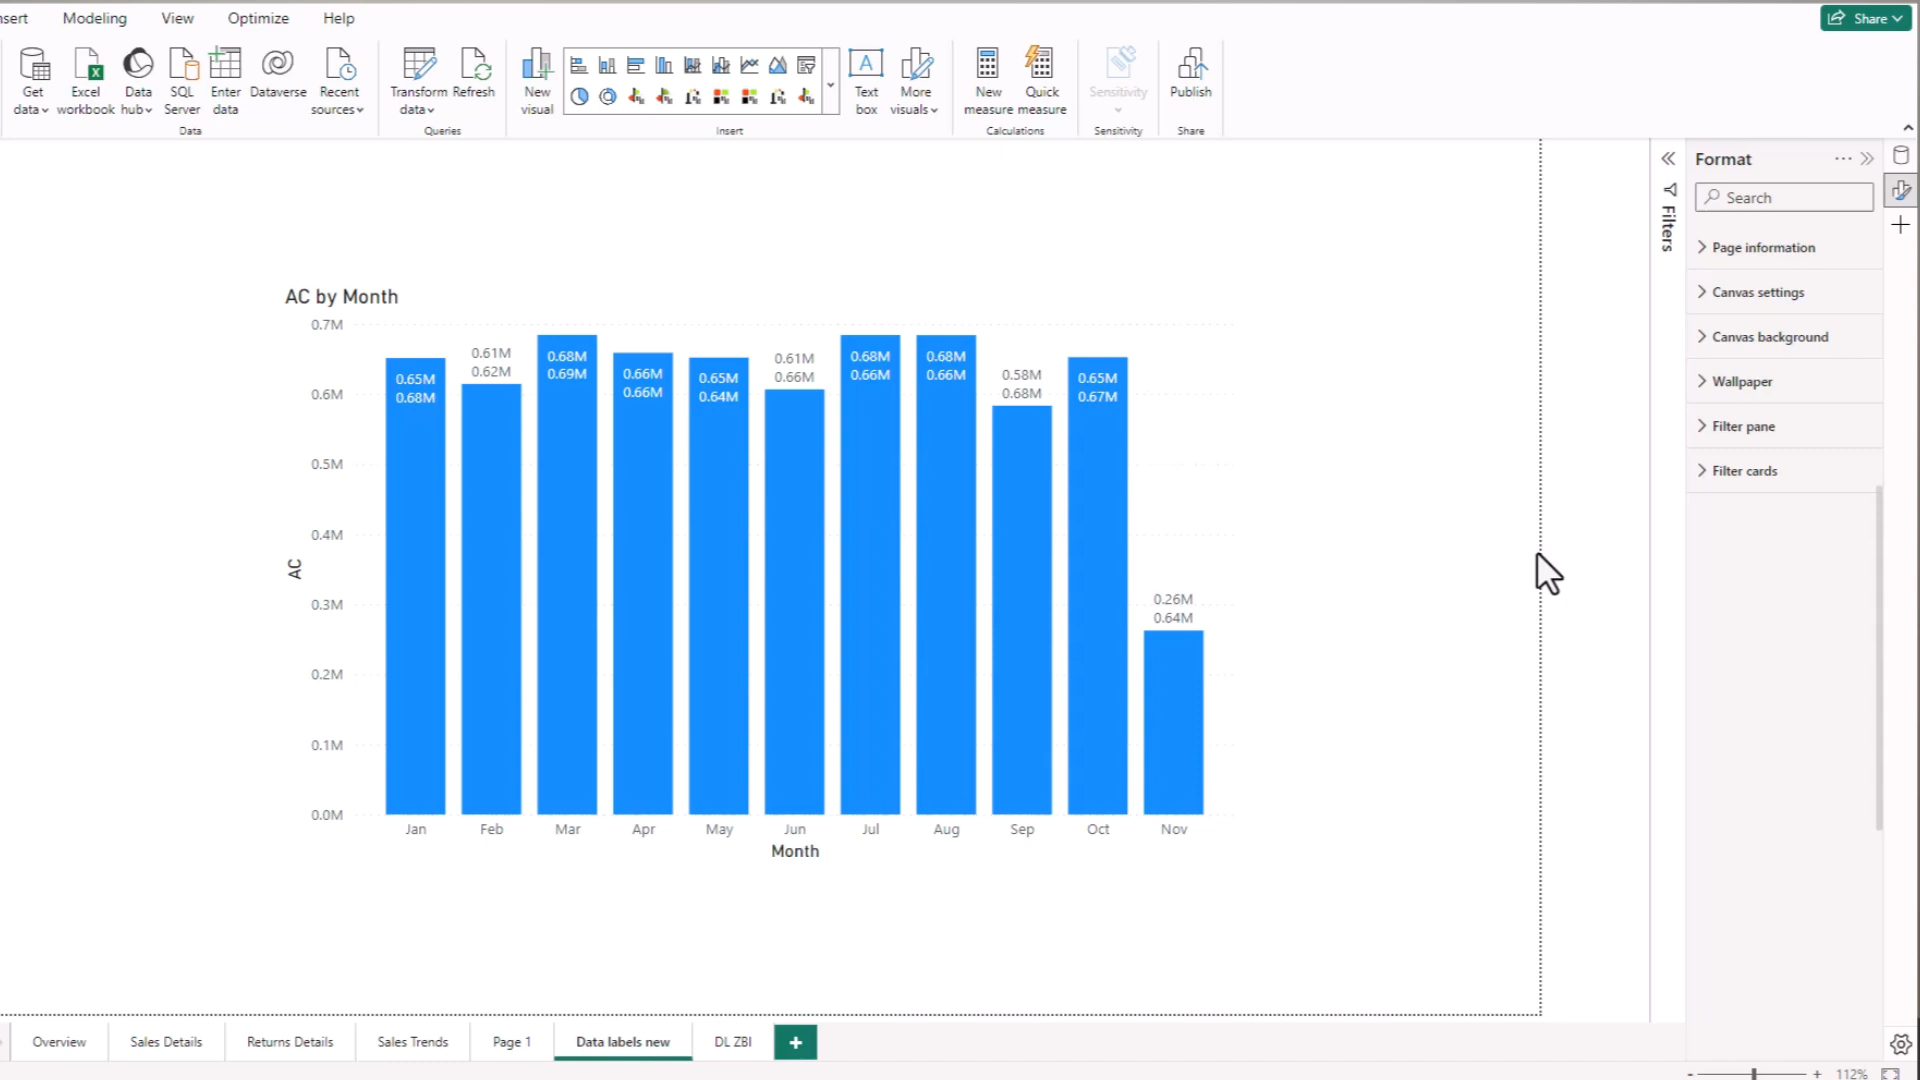 nsert Modeling View Optimize Help
Share
Get data
Excel workbook
Data hub
SQL Server
Enter data
Dataverse
Recent sources
Transform data
Refresh
New visual
A
Text box
More visuals
New measure
Quick measure
Sensitivity
Publish
Data
Queries
Insert
Calculations
Sensitivity
Share
Filters
Format
Search
Page information
Canvas settings
Canvas background
Wallpaper
Filter pane
Filter cards
AC by Month
0.7M
0.6M
0.5M
0.4M
0.3M
0.2M
0.1M
0.0M
AC
0.65M
0.68M
0.61M
0.62M
0.68M
0.69M
0.66M
0.66M
0.65M
0.64M
0.61M
0.66M
0.68M
0.66M
0.68M
0.66M
0.58M
0.68M
0.65M
0.67M
0.26M
0.64M
Jan Feb Mar Apr May Jun Jul Aug Sep Oct Nov
Month
Overview Sales Details Returns Details Sales Trends Page 1 Data labels new DL ZBI +
- + 112%